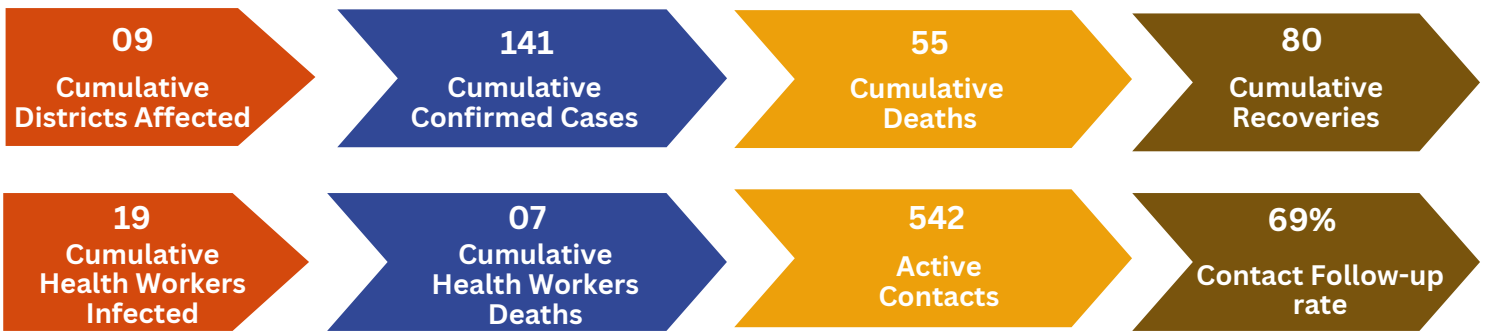 09
Cumulative
Districts Affected
141
Cumulative
Confirmed Cases
55
Cumulative
Deaths
80
Cumulative
Recoveries
19
Cumulative
Health Workers
Infected
07
Cumulative
Health Workers
Deaths
542
Active
Contacts
69%
Contact Follow-up
rate